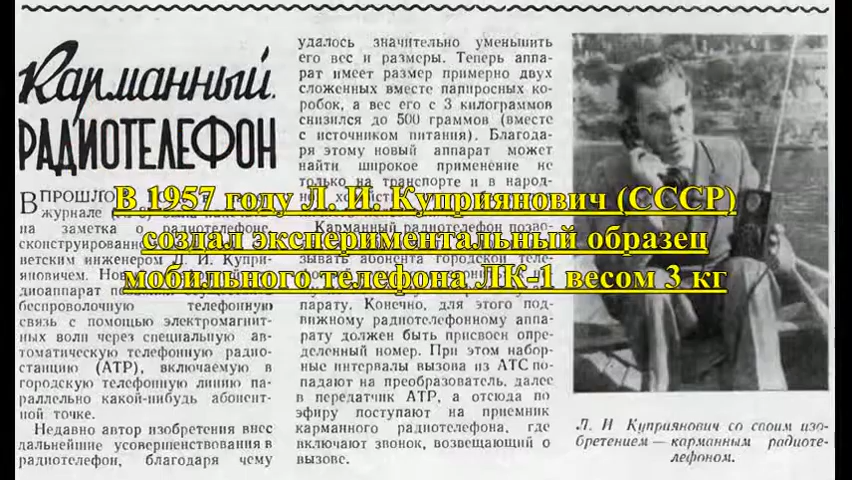 Карманный
РАДИОТЕЛЕФОН
В ПРОШЛО
журнале
на заметка о радиотелефоне,
сконструированно
ветским инженером Л. И. Купри-
яновичем. Нов
диоаппарат
беспроволочную телефонную
связь с помощью электромагнит-
ных волн через специальную ав-
томатическую телефонную радио-
станцию (АТР), включаемую в
городскую телефонную линию па-
раллельно какой-нибудь абонент-
ной точке.
Недавно автор изобретения внес
дальнейшие усовершенствования в
радиотелефон, благодаря чему
удалось значительно уменьшить
его вес и размеры. Теперь аппа-
рат имеет размер примерно двух
сложенных вместе папиросных ко-
робок, а вес его с 3 килограммов
снизился до 500 граммов (вместе
с источником питания). Благода-
ря этому новый аппарат может
найти широкое применение не
только на транспорте и в народ-
Карманный радиотелефон позво-
зывать абонента городской теле-
парату. Конечно, для этого под-
вижному радиотелефонному аппа-
рату должен быть присвоен опре-
деленный номер. При этом набор-
ные интервалы вызова из АТС по-
падают на преобразователь, далее
в передатчик АТР, а отсюда по
эфиру поступают на приемник
карманного радиотелефона, где
включают звонок, возвещающий о
вызове.
В 1957 году Л. И. Куприянович (СССР)
создал экспериментальный образец
мобильного телефона ЛК-1 весом 3 кг
Л. И Куприянович со своим изо-
бретением — карманным радиоте-
лефоном.